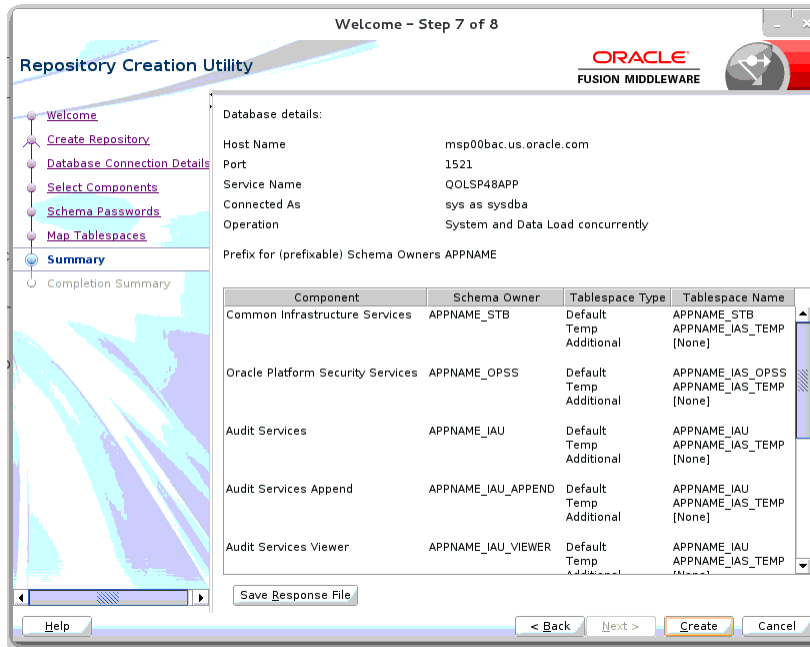 Welcome – Step 7 of 8
Repository Creation Utility
ORACLE
FUSION MIDDLEWARE
Welcome
Create Repository
Database Connection Details
Select Components
Schema Passwords
Map Tablespaces
Summary
Completion Summary
Database details:
Host Name msp00bac.us.oracle.com
Port 1521
Service Name QOLSP48APP
Connected As sys as sysdba
Operation System and Data Load concurrently
Prefix for (prefixable) Schema Owners APPNAME
Component Schema Owner Tablespace Type Tablespace Name
Common Infrastructure Services APPNAME_STB Default APPNAME_STB
Temp APPNAME_IAS_TEMP
Additional [None]
Oracle Platform Security Services APPNAME_OPSS Default APPNAME_IAS_OPSS
Temp APPNAME_IAS_TEMP
Additional [None]
Audit Services APPNAME_IAU Default APPNAME_IAU
Temp APPNAME_IAS_TEMP
Additional [None]
Audit Services Append APPNAME_IAU_APPEND Default APPNAME_IAU
Temp APPNAME_IAS_TEMP
Additional [None]
Audit Services Viewer APPNAME_IAU_VIEWER Default APPNAME_IAU
Temp APPNAME_IAS_TEMP
Additional [None]
Save Response File
Help < Back Next > Create Cancel